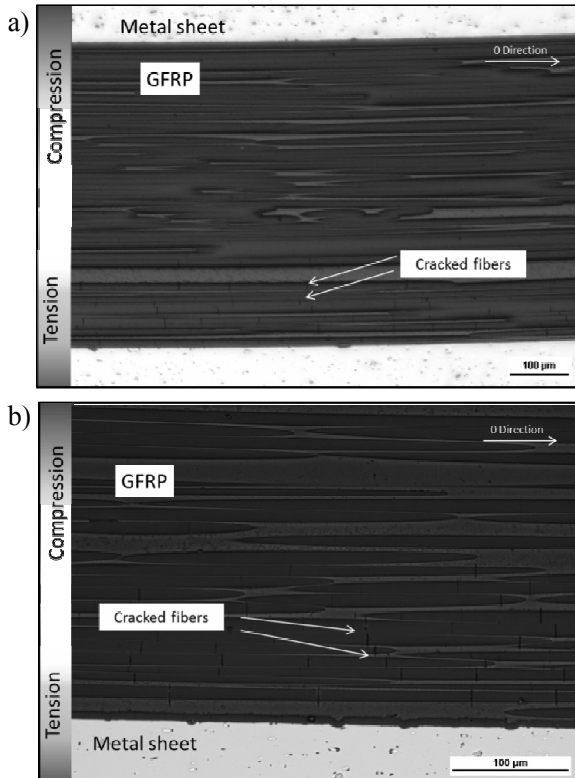 a)
Metal sheet
0 Direction
GFRP
Compression
Cracked fibers
Tension
100 µm
b)
0 Direction
GFRP
Compression
Cracked fibers
Tension
Metal sheet
100 µm